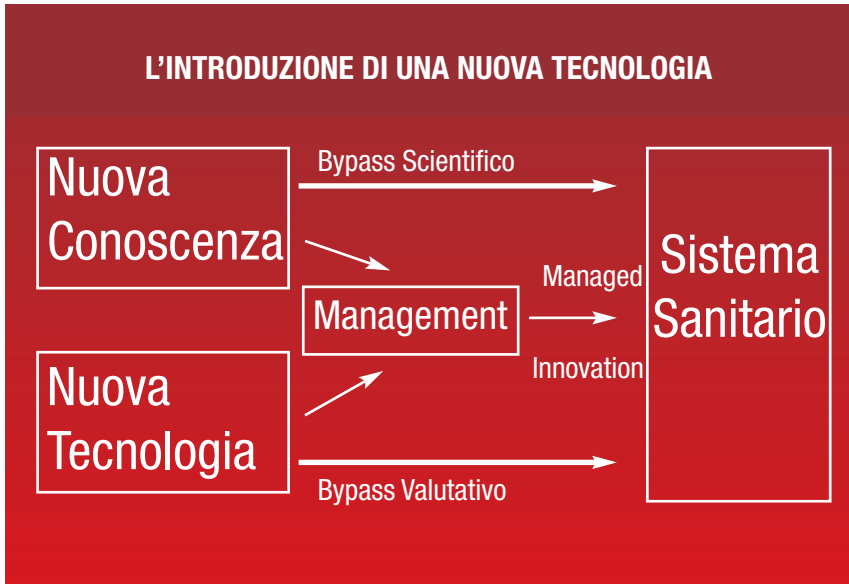 L'INTRODUZIONE DI UNA NUOVA TECNOLOGIA
Nuova
Conoscenza
Bypass Scientifico
Management
Managed
Innovation
Sistema
Sanitario
Nuova
Tecnologia
Bypass Valutativo